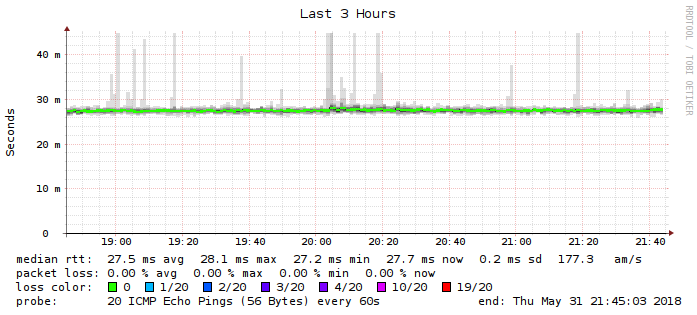 Last 3 Hours
RRDTOOL / TOBI OETIKER
Seconds
40 m
30 m
20 m
10 m
0
19:00 19:20 19:40 20:00 20:20 20:40 21:00 21:20 21:40
median rtt: 27.5 ms avg 28.1 ms max 27.2 ms min 27.7 ms now 0.2 ms sd 177.3 am/s
packet loss: 0.00 % avg 0.00 % max 0.00 % min 0.00 % now
loss color: 0 1/20 2/20 3/20 4/20 10/20 19/20
probe: 20 ICMP Echo Pings (56 Bytes) every 60s end: Thu May 31 21:45:03 2018